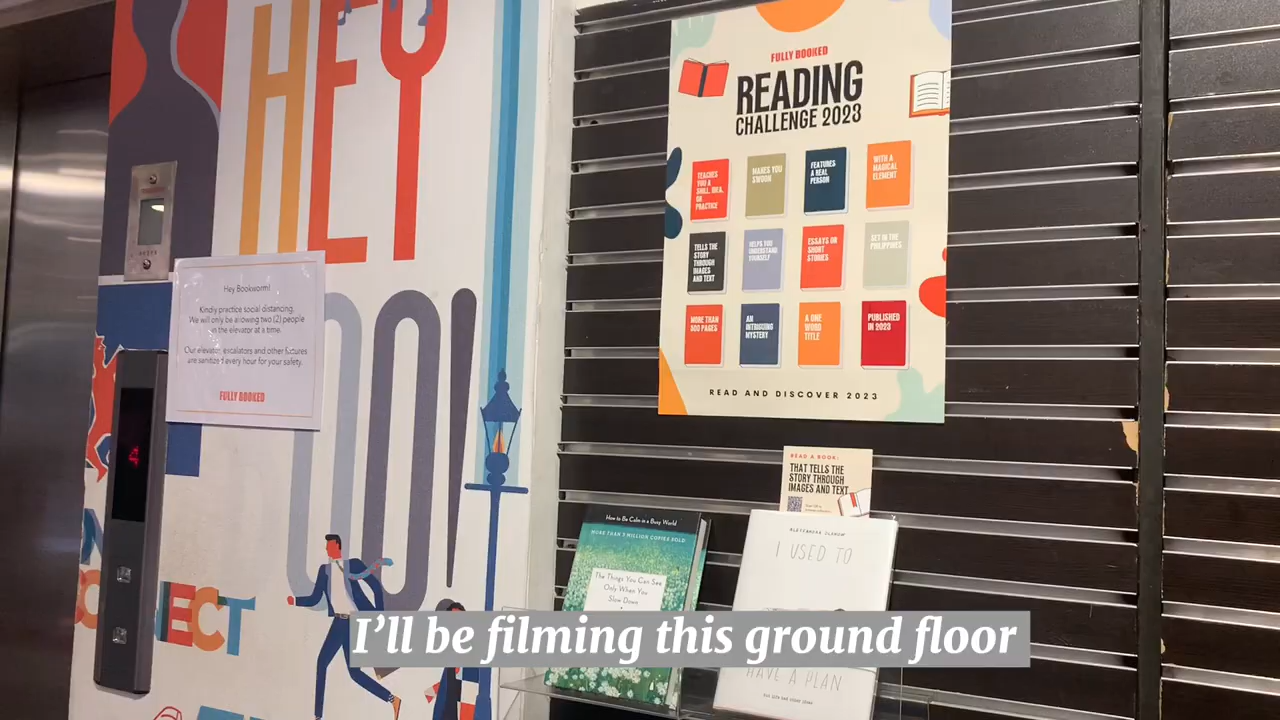 HEY
DO!
Hey Bookworm!
Kindly practice social distancing.
We will only be allowing two (2) people
in the elevator at a time.
Our elevator, escalators and other fixtures
are sanitized every hour for your safety.
FULLY BOOKED
4
CONNECT
FULLY BOOKED
READING
CHALLENGE 2023
TEACHES
YOU A
SKILL, IDEA,
OR
PRACTICE
MAKES YOU
SWOON
FEATURES
A REAL
PERSON
WITH A
MAGICAL
ELEMENT
TELLS THE
STORY
THROUGH
IMAGES
AND TEXT
HELPS YOU
UNDERSTAND
YOURSELF
ESSAYS OR
SHORT
STORIES
SET IN THE
PHILIPPINES
MORE THAN
500 PAGES
AN
INTRIGUING
MYSTERY
A ONE
WORD
TITLE
PUBLISHED
IN 2023
READ AND DISCOVER 2023
READ A BOOK:
THAT TELLS THE
STORY THROUGH
IMAGES AND TEXT
How to Be Calm in a Busy World
MORE THAN 3 MILLION COPIES SOLD
The Things You Can See
Only When You
Slow Down
I USED TO
HAVE A PLAN
I'll be filming this ground floor